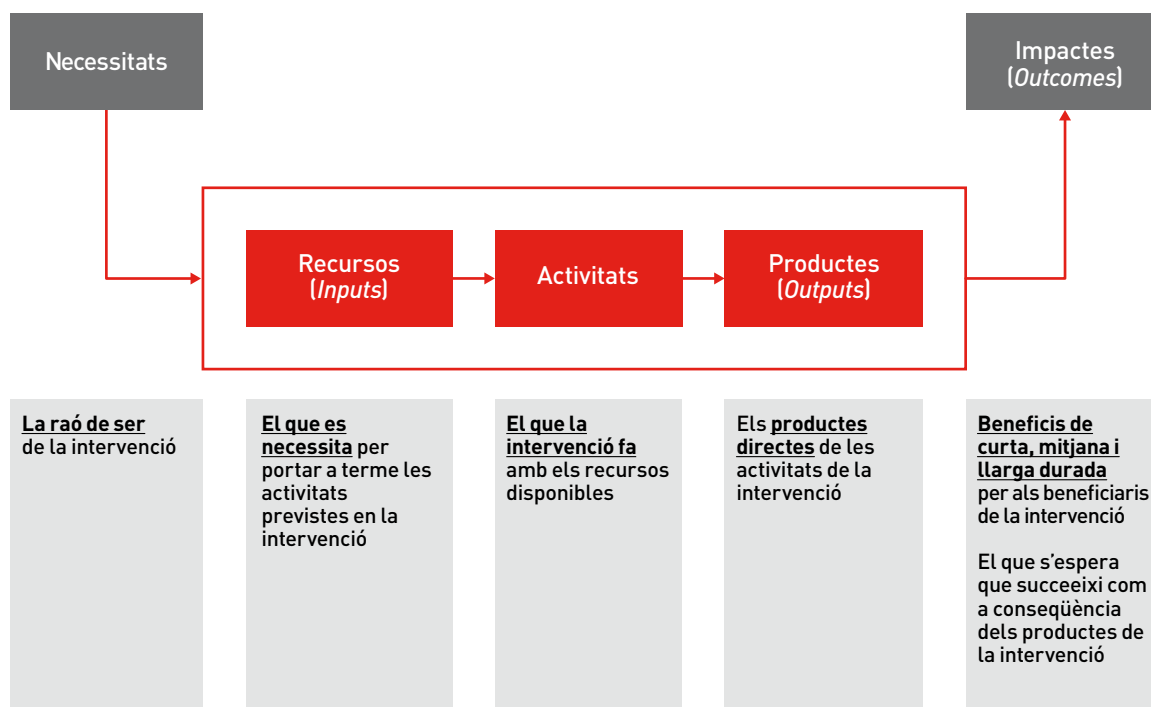 Necessitats
Impactes
(Outcomes)
Recursos
(Inputs)
Activitats
Productes
(Outputs)
La raó de ser
de la intervenció
El que es
necessita per
portar a terme les
activitats
previstes en la
intervenció
El que la
intervenció fa
amb els recursos
disponibles
Els productes
directes de les
activitats de la
intervenció
Beneficis de
curta, mitjana i
llarga durada
per als beneficiaris
de la intervenció
El que s’espera
que succeeixi com
a conseqüència
dels productes de
la intervenció